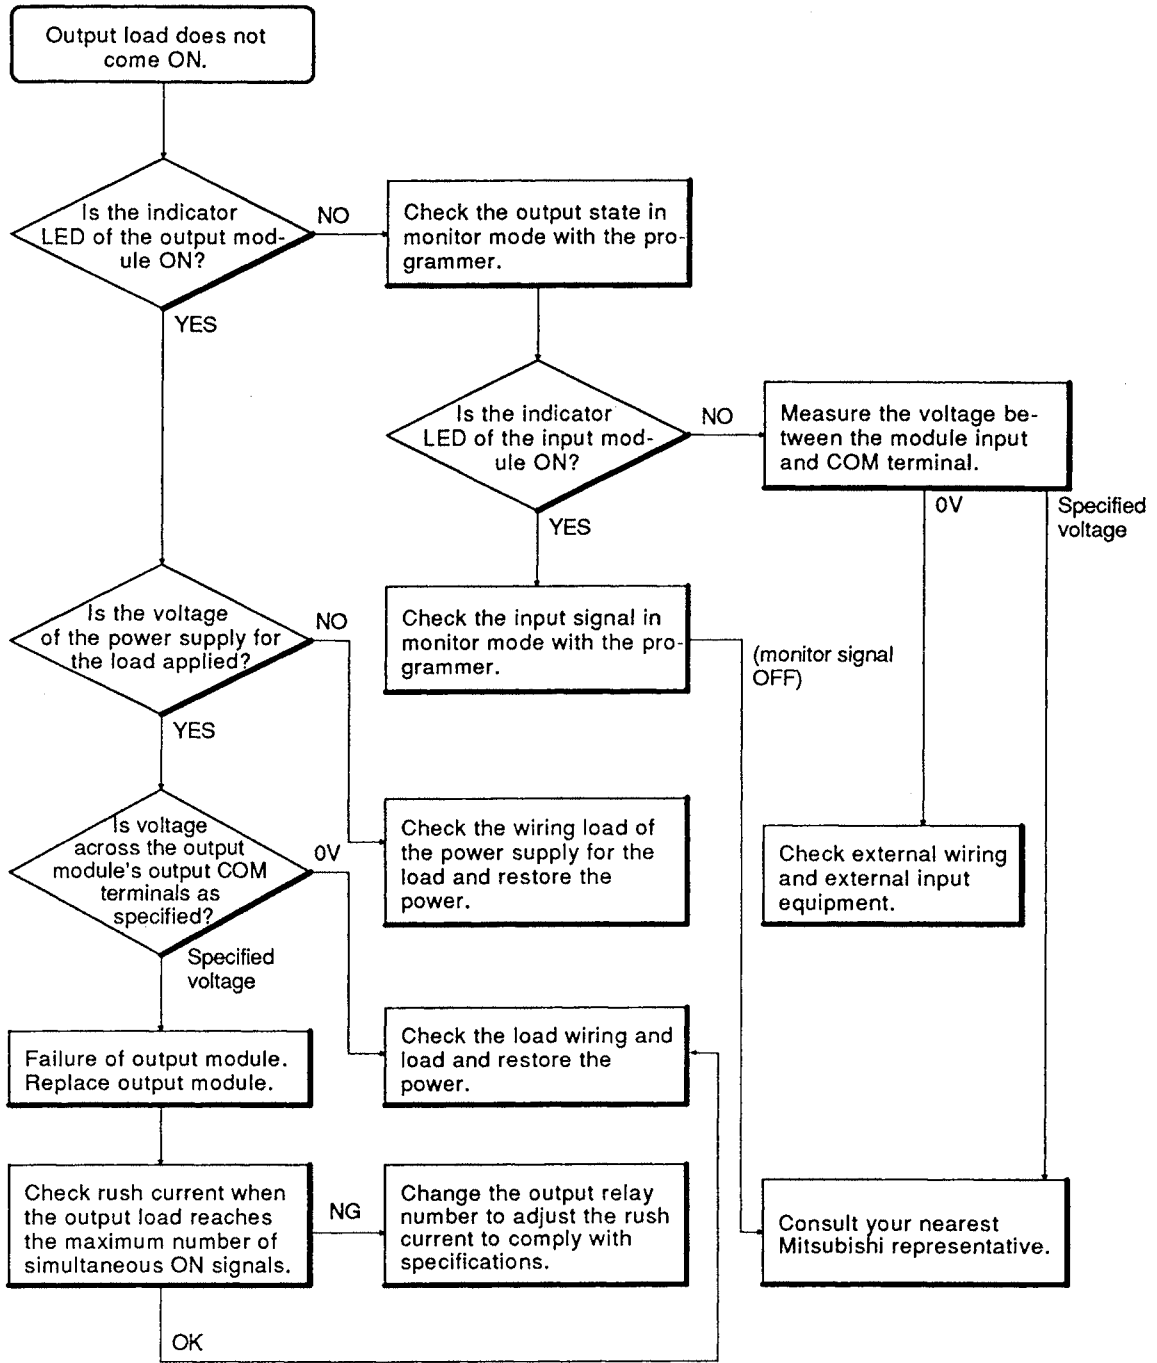 Output load does not
come ON.
Is the indicator
LED of the output mod-
ule ON?
NO
YES
Check the output state in
monitor mode with the pro-
grammer.
Is the indicator
LED of the input mod-
ule ON?
NO
YES
Measure the voltage be-
tween the module input
and COM terminal.
0V
Specified
voltage
Is the voltage
of the power supply for
the load applied?
NO
YES
Check the input signal in
monitor mode with the pro-
grammer.
(monitor signal
OFF)
Is voltage
across the output
module's output COM
terminals as
specified?
0V
Specified
voltage
Check the wiring load of
the power supply for the
load and restore the
power.
Check external wiring
and external input
equipment.
Failure of output module.
Replace output module.
Check the load wiring and
load and restore the
power.
Check rush current when
the output load reaches
the maximum number of
simultaneous ON signals.
NG
OK
Change the output relay
number to adjust the rush
current to comply with
specifications.
Consult your nearest
Mitsubishi representative.